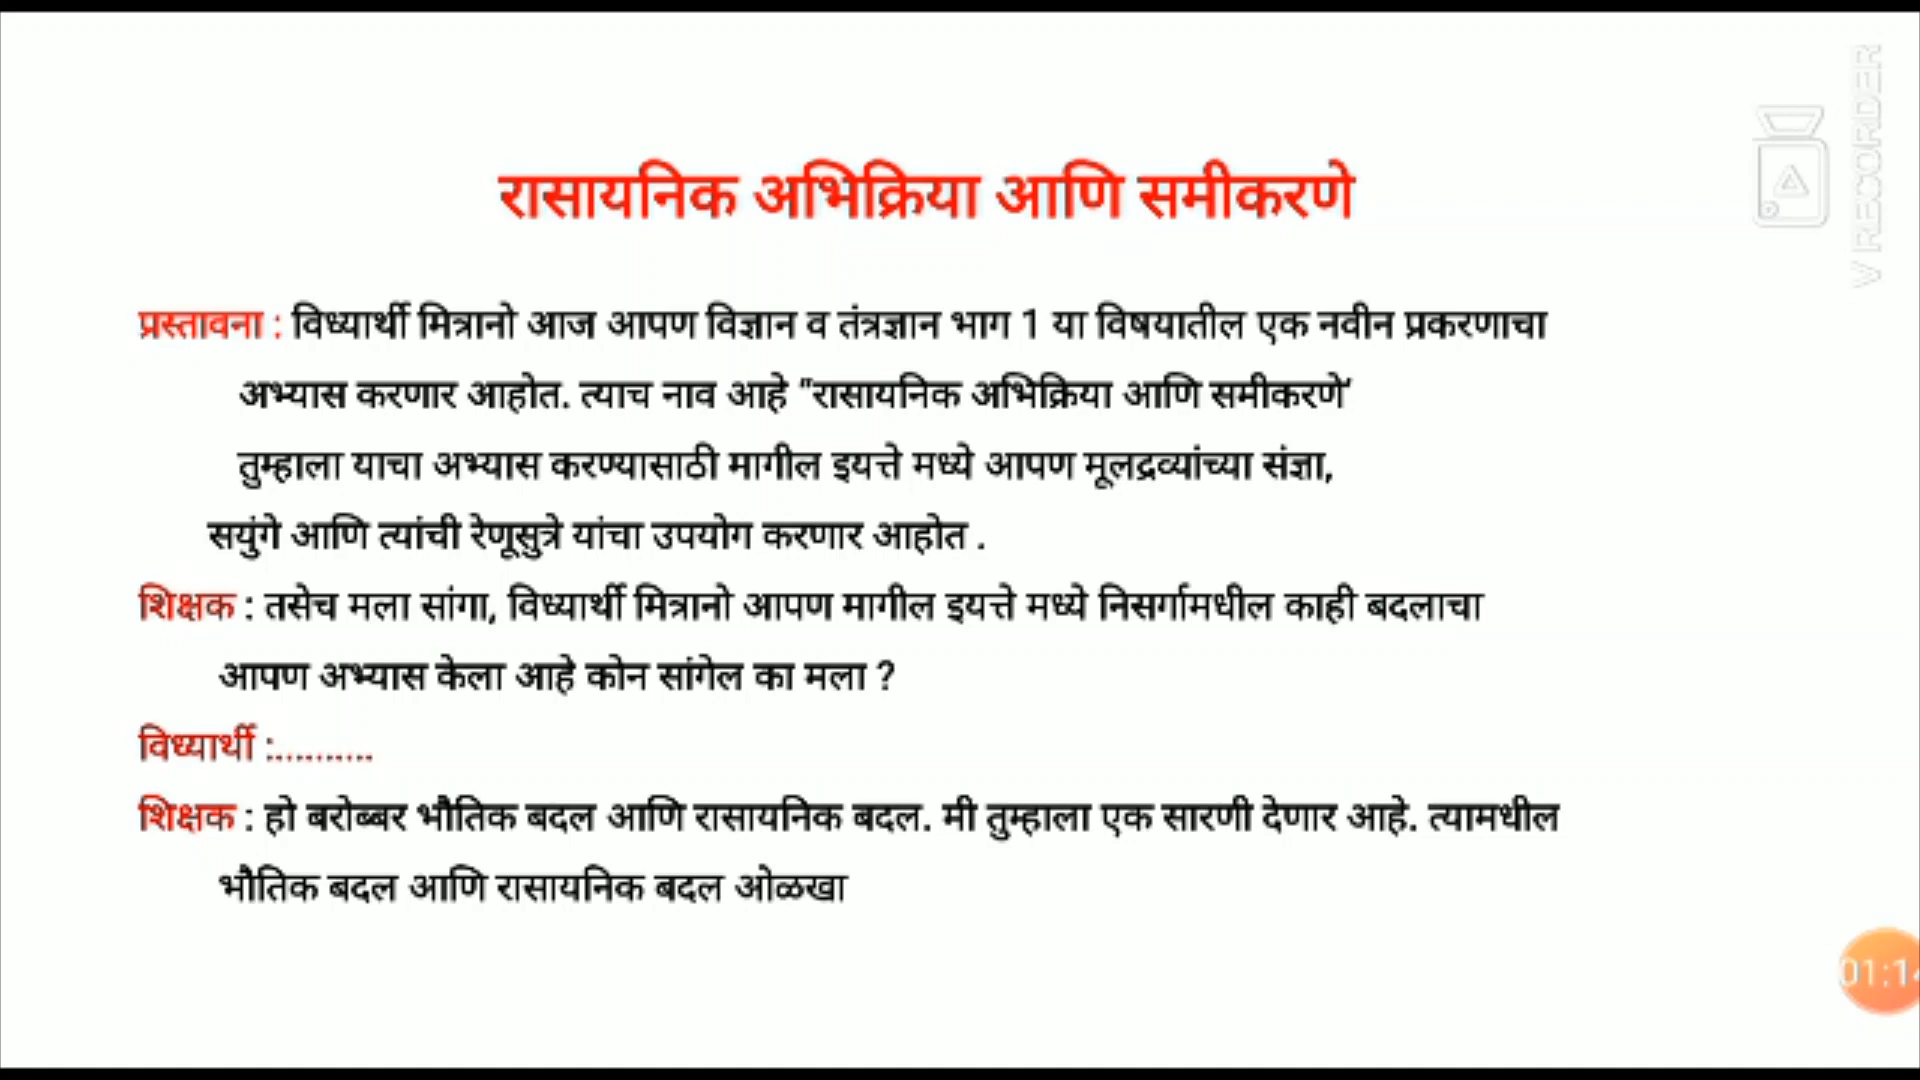 रासायनिक अभिक्रिया आणि समीकरणे
V RECORDER
प्रस्तावना : विध्यार्थी मित्रानो आज आपण विज्ञान व तंत्रज्ञान भाग 1 या विषयातील एक नवीन प्रकरणाचा
अभ्यास करणार आहोत. त्याच नाव आहे "रासायनिक अभिक्रिया आणि समीकरणे'
तुम्हाला याचा अभ्यास करण्यासाठी मागील इयत्ते मध्ये आपण मूलद्रव्यांच्या संज्ञा,
सयुंगे आणि त्यांची रेणूसुत्रे यांचा उपयोग करणार आहोत .
शिक्षक : तसेच मला सांगा, विध्यार्थी मित्रानो आपण मागील इयत्ते मध्ये निसर्गामधील काही बदलाचा
आपण अभ्यास केला आहे कोन सांगेल का मला ?
विध्यार्थी :..........
शिक्षक : हो बरोब्बर भौतिक बदल आणि रासायनिक बदल. मी तुम्हाला एक सारणी देणार आहे. त्यामधील
भौतिक बदल आणि रासायनिक बदल ओळखा
01:14